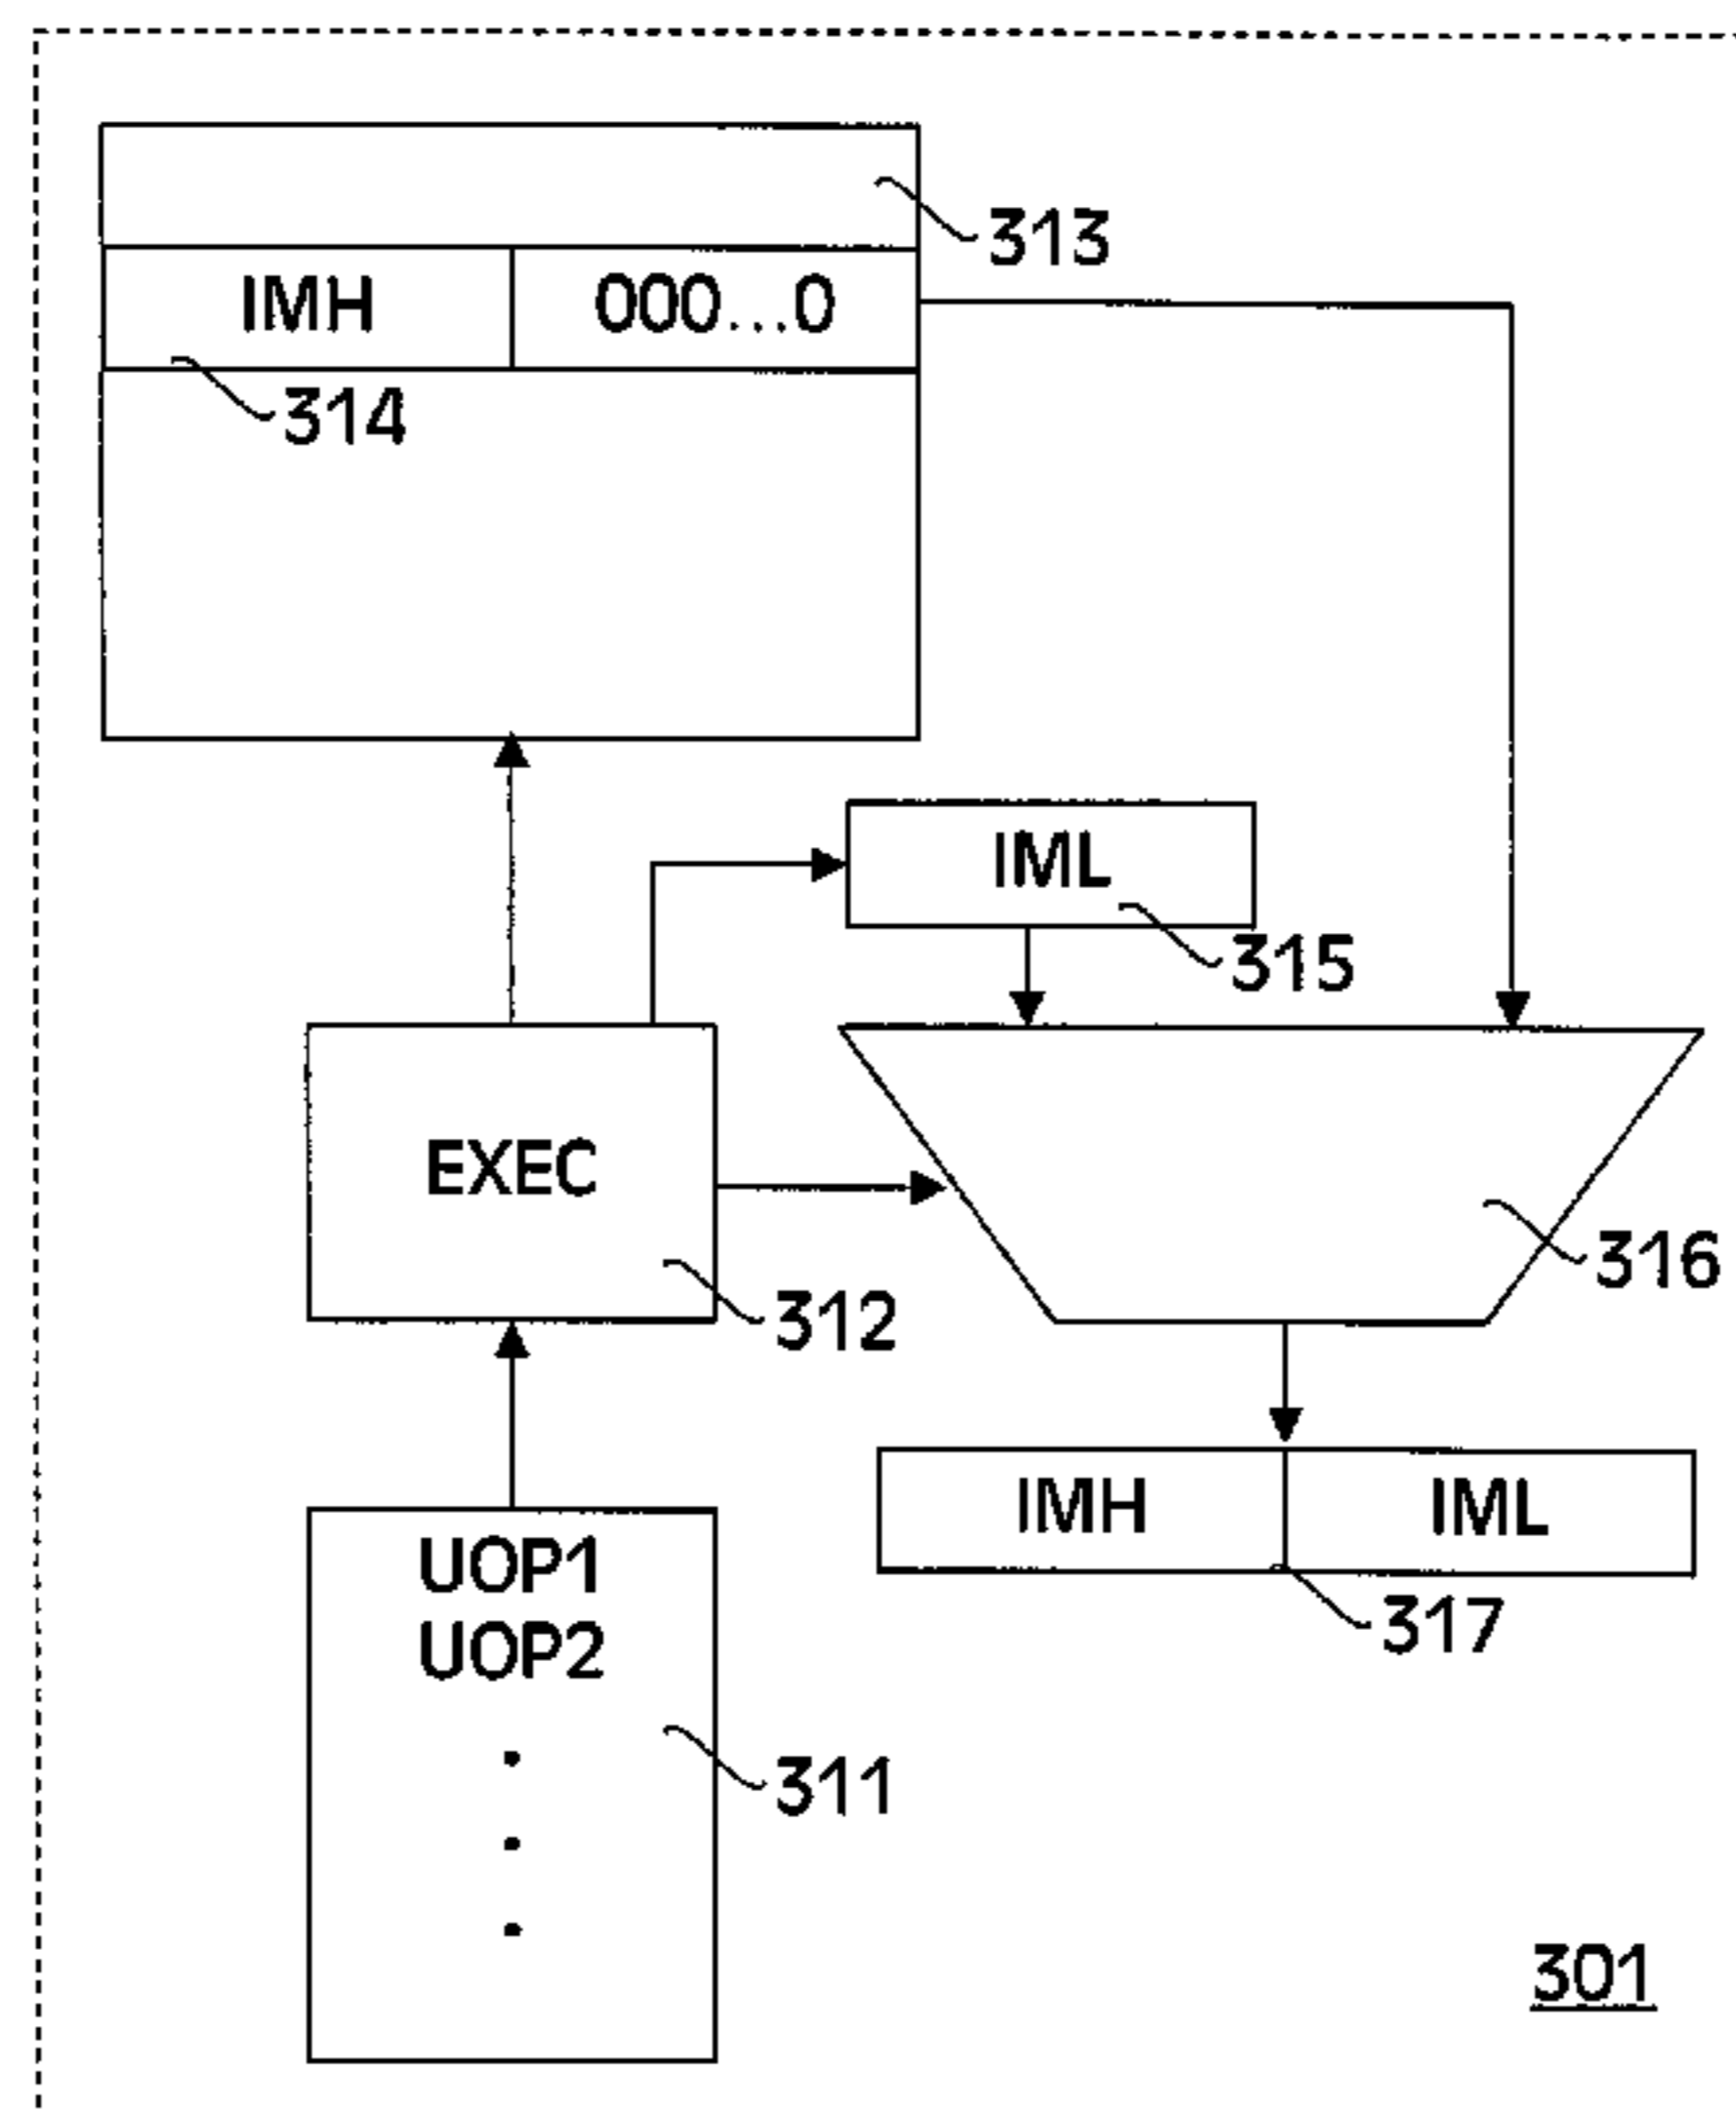 313
IMH 000...0
314
IML
315
EXEC
316
312
IMH IML
UOP1
317
UOP2
311
301